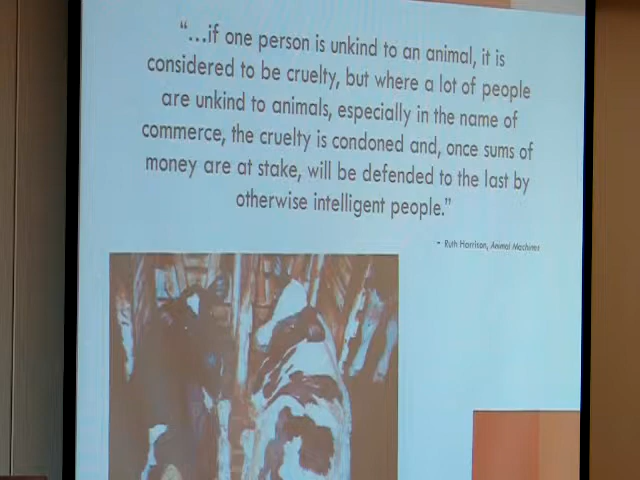 “...if one person is unkind to an animal, it is
considered to be cruelty, but where a lot of people
are unkind to animals, especially in the name of
commerce, the cruelty is condoned and, once sums of
money are at stake, will be defended to the last by
otherwise intelligent people.”
- Ruth Harrison, Animal Machines